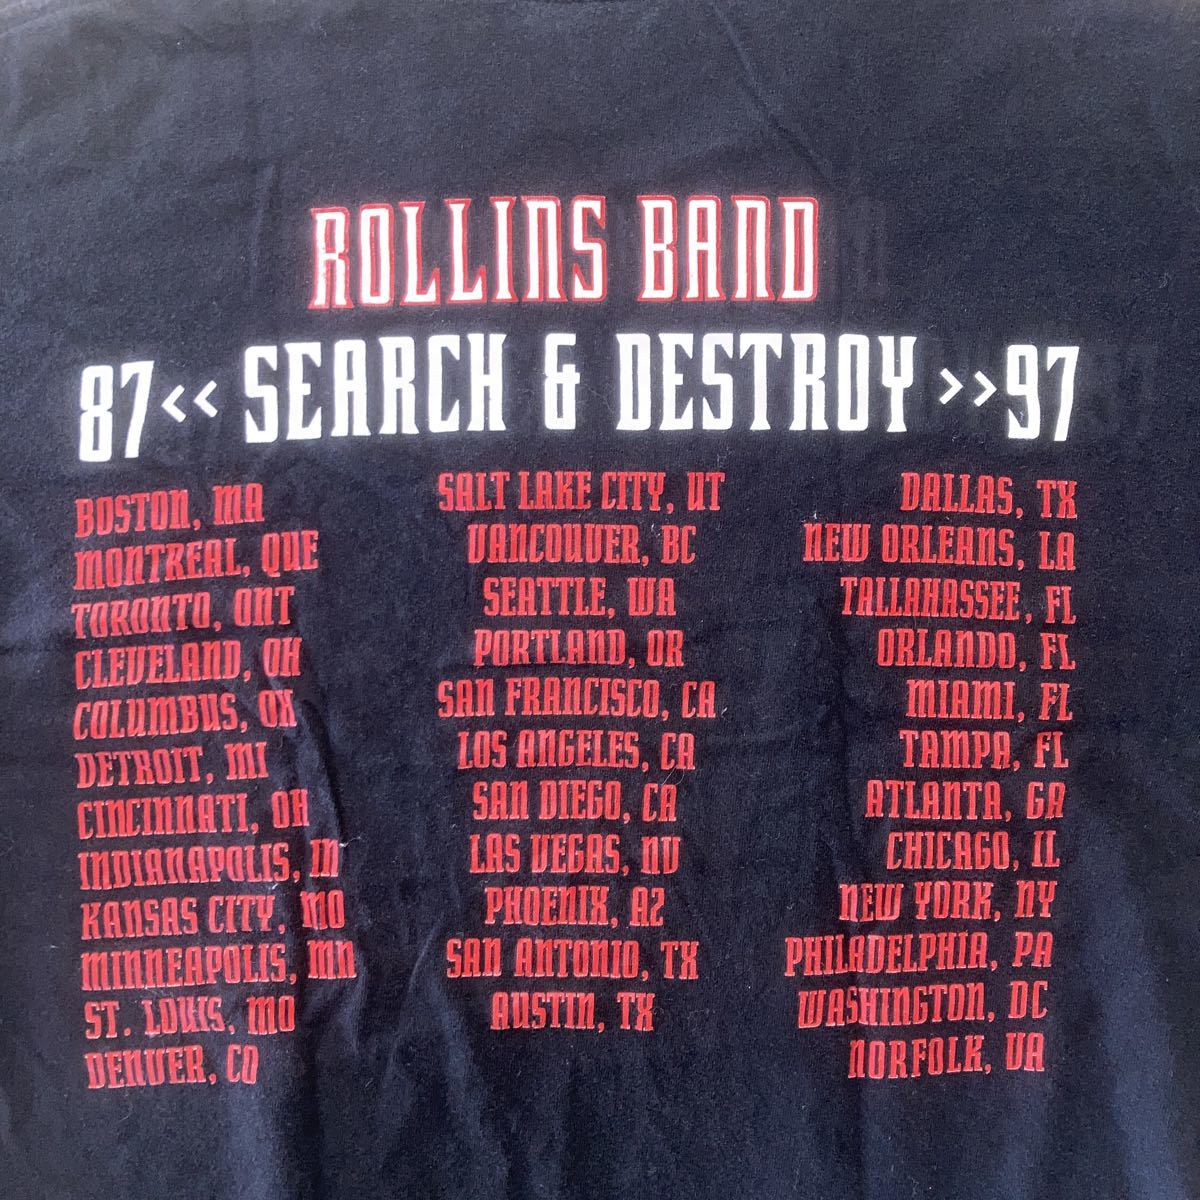 ROLLINS BAND
87<< SEARCH & DESTROY >>97
BOSTON, MA
MONTREAL, QUE
TORONTO, ONT
CLEVELAND, OH
COLUMBUS, OX
DETROIT, MI
CINCINNATI, OH
INDIANAPOLIS, IN
KANSAS CITY, MO
MINNEAPOLIS, MN
ST. LOUIS, MO
DENVER, CO
SALT LAKE CITY, UT
VANCOUVER, BC
SEATTLE, WA
PORTLAND, OR
SAN FRANCISCO, CA
LOS ANGELES, CA
SAN DIEGO, CA
LAS VEGAS, NV
PHOENIX, AZ
SAN ANTONIO, TX
AUSTIN, TX
DALLAS, TX
NEW ORLEANS, LA
TALLAHASSEE, FL
ORLANDO, FL
MIAMI, FL
TAMPA, FL
ATLANTA, GA
CHICAGO, IL
NEW YORK, NY
PHILADELPHIA, PA
WASHINGTON, DC
NORFOLK, VA